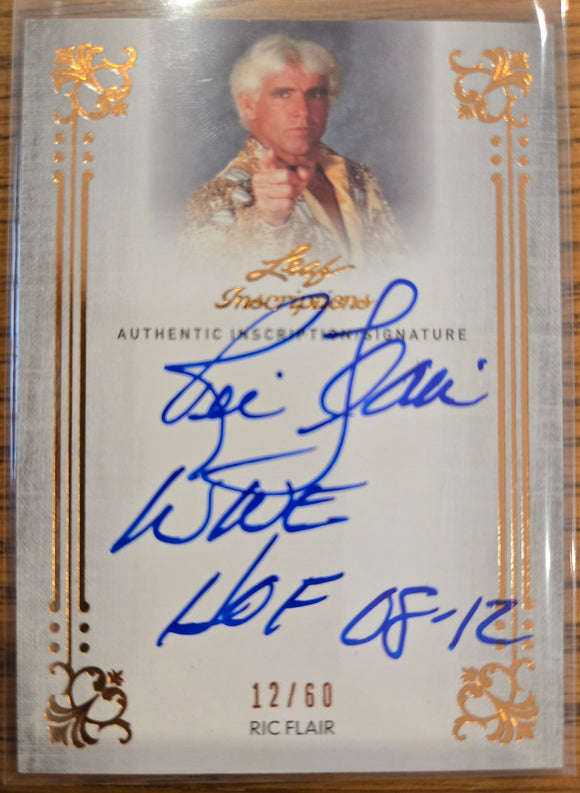 Leaf
Inscriptions
AUTHENTIC INSCRIPTION/SIGNATURE
Ric Flair
WWE
HOF 08-12
12/60
RIC FLAIR